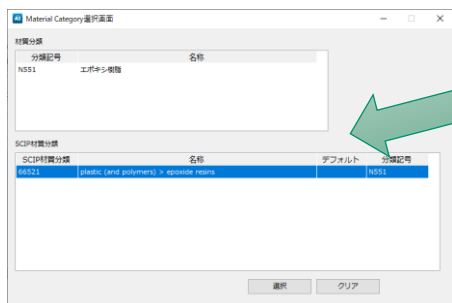 Material Category選択画面
材質分類
分類記号 名称
N551 エポキシ樹脂
SCIP材質分類
SCIP材質分類 名称 デフォルト 分類記号
66521 plastic (and polymers) > epoxide resins N551
選択 クリア